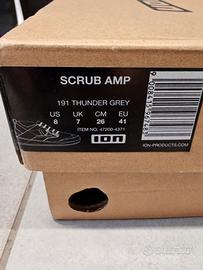 SCRUB AMP
191 THUNDER GREY
US UK CM EU
8 7 26 41
ITEM NO. 47200-4371
ION
ION-PRODUCTS.COM